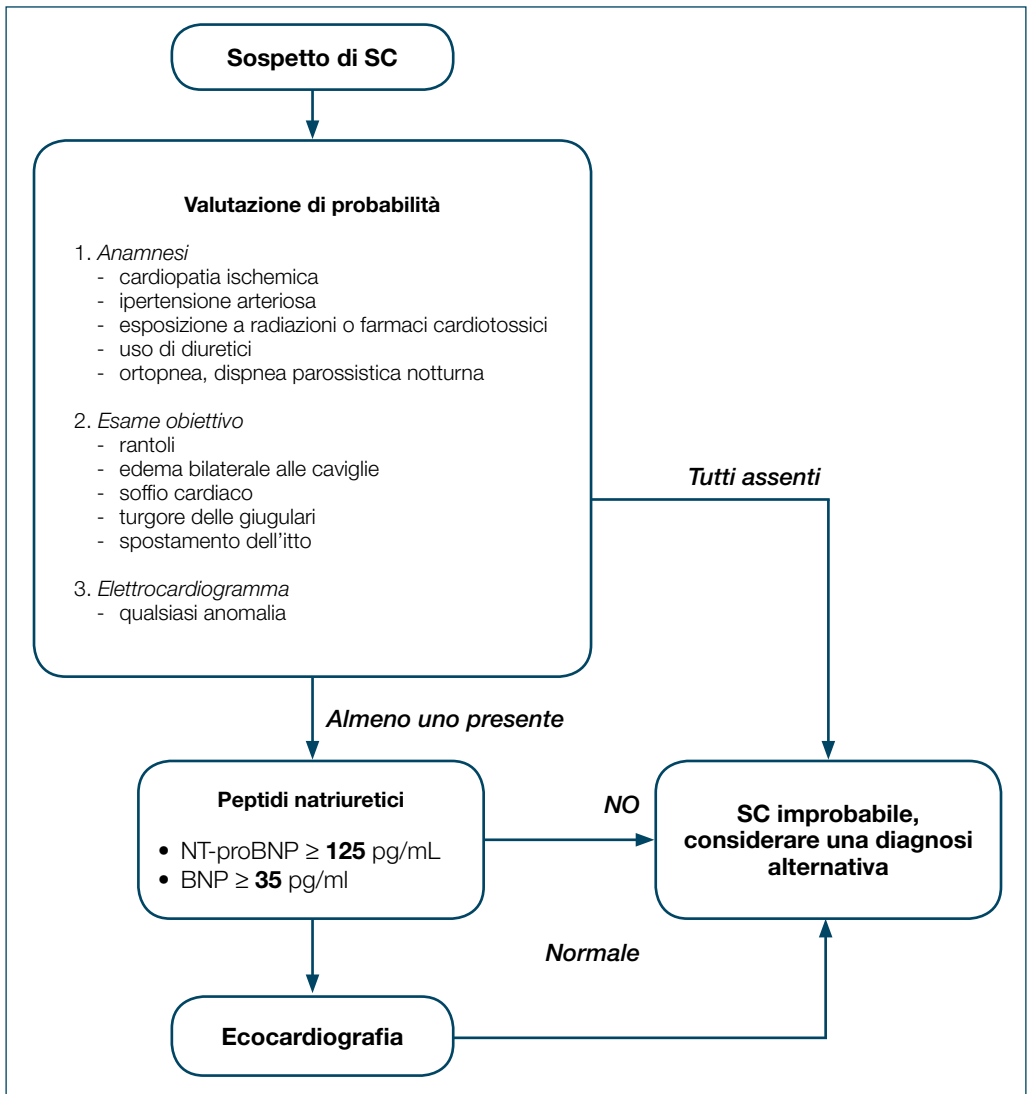 Sospetto di SC
Valutazione di probabilità
1. Anamnesi
- cardiopatia ischemica
- ipertensione arteriosa
- esposizione a radiazioni o farmaci cardiotossici
- uso di diuretici
- ortopnea, dispnea parossistica notturna
2. Esame obiettivo
- rantoli
- edema bilaterale alle caviglie
- soffio cardiaco
- turgore delle giugulari
- spostamento dell'itto
3. Elettrocardiogramma
- qualsiasi anomalia
Tutti assenti
Almeno uno presente
Peptidi natriuretici
• NT-proBNP ≥ 125 pg/mL
• BNP ≥ 35 pg/ml
NO
SC improbabile,
considerare una diagnosi
alternativa
Normale
Ecocardiografia